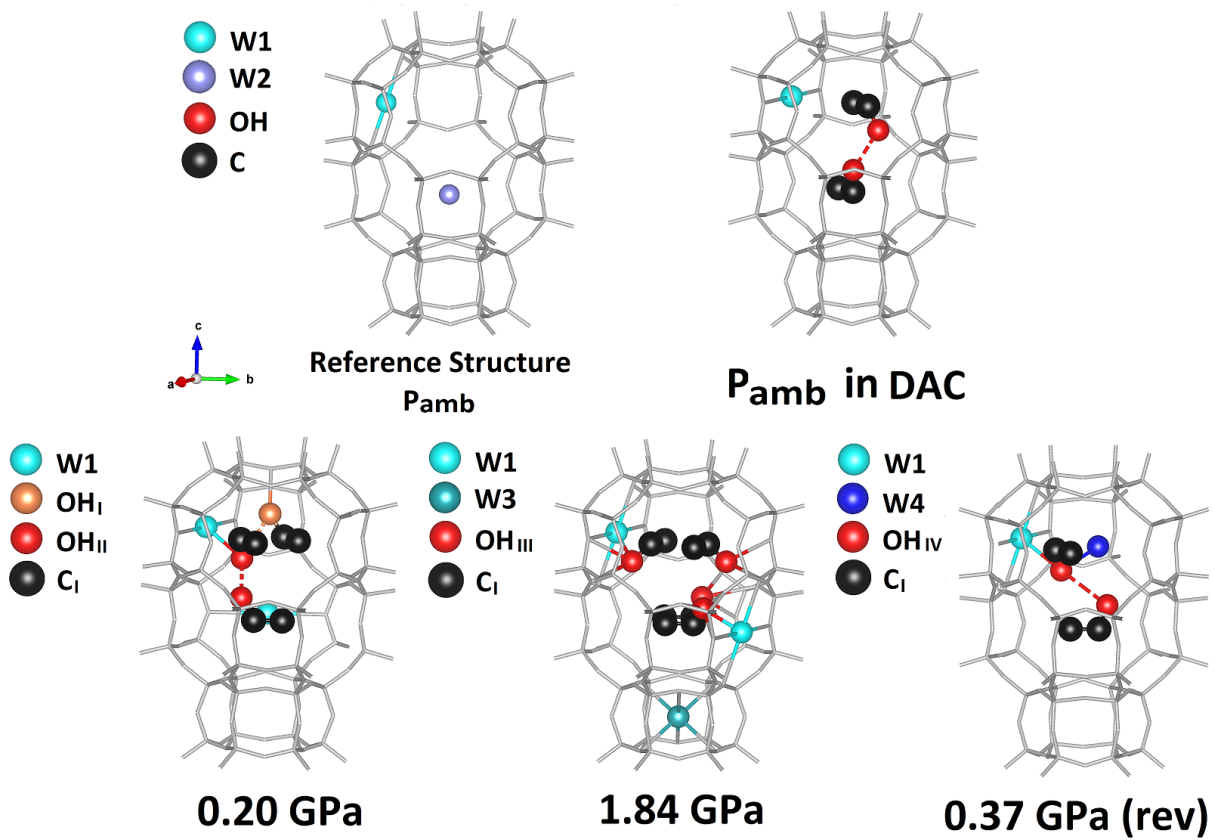 W1
W2
OH
C
c
a
b
Reference Structure
Pamb
Pamb in DAC
W1
OHI
OHII
CI
W1
W3
OHIII
CI
W1
W4
OHIV
CI
0.20 GPa
1.84 GPa
0.37 GPa (rev)